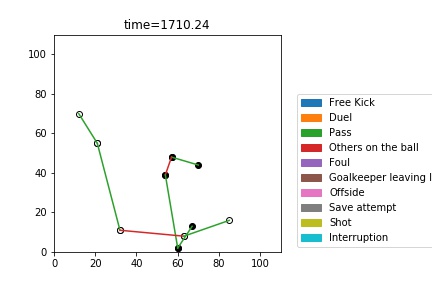 time=1710.24
100
80
60
40
20
0
0 20 40 60 80 100
Free Kick
Duel
Pass
Others on the ball
Foul
Goalkeeper leaving l
Offside
Save attempt
Shot
Interruption